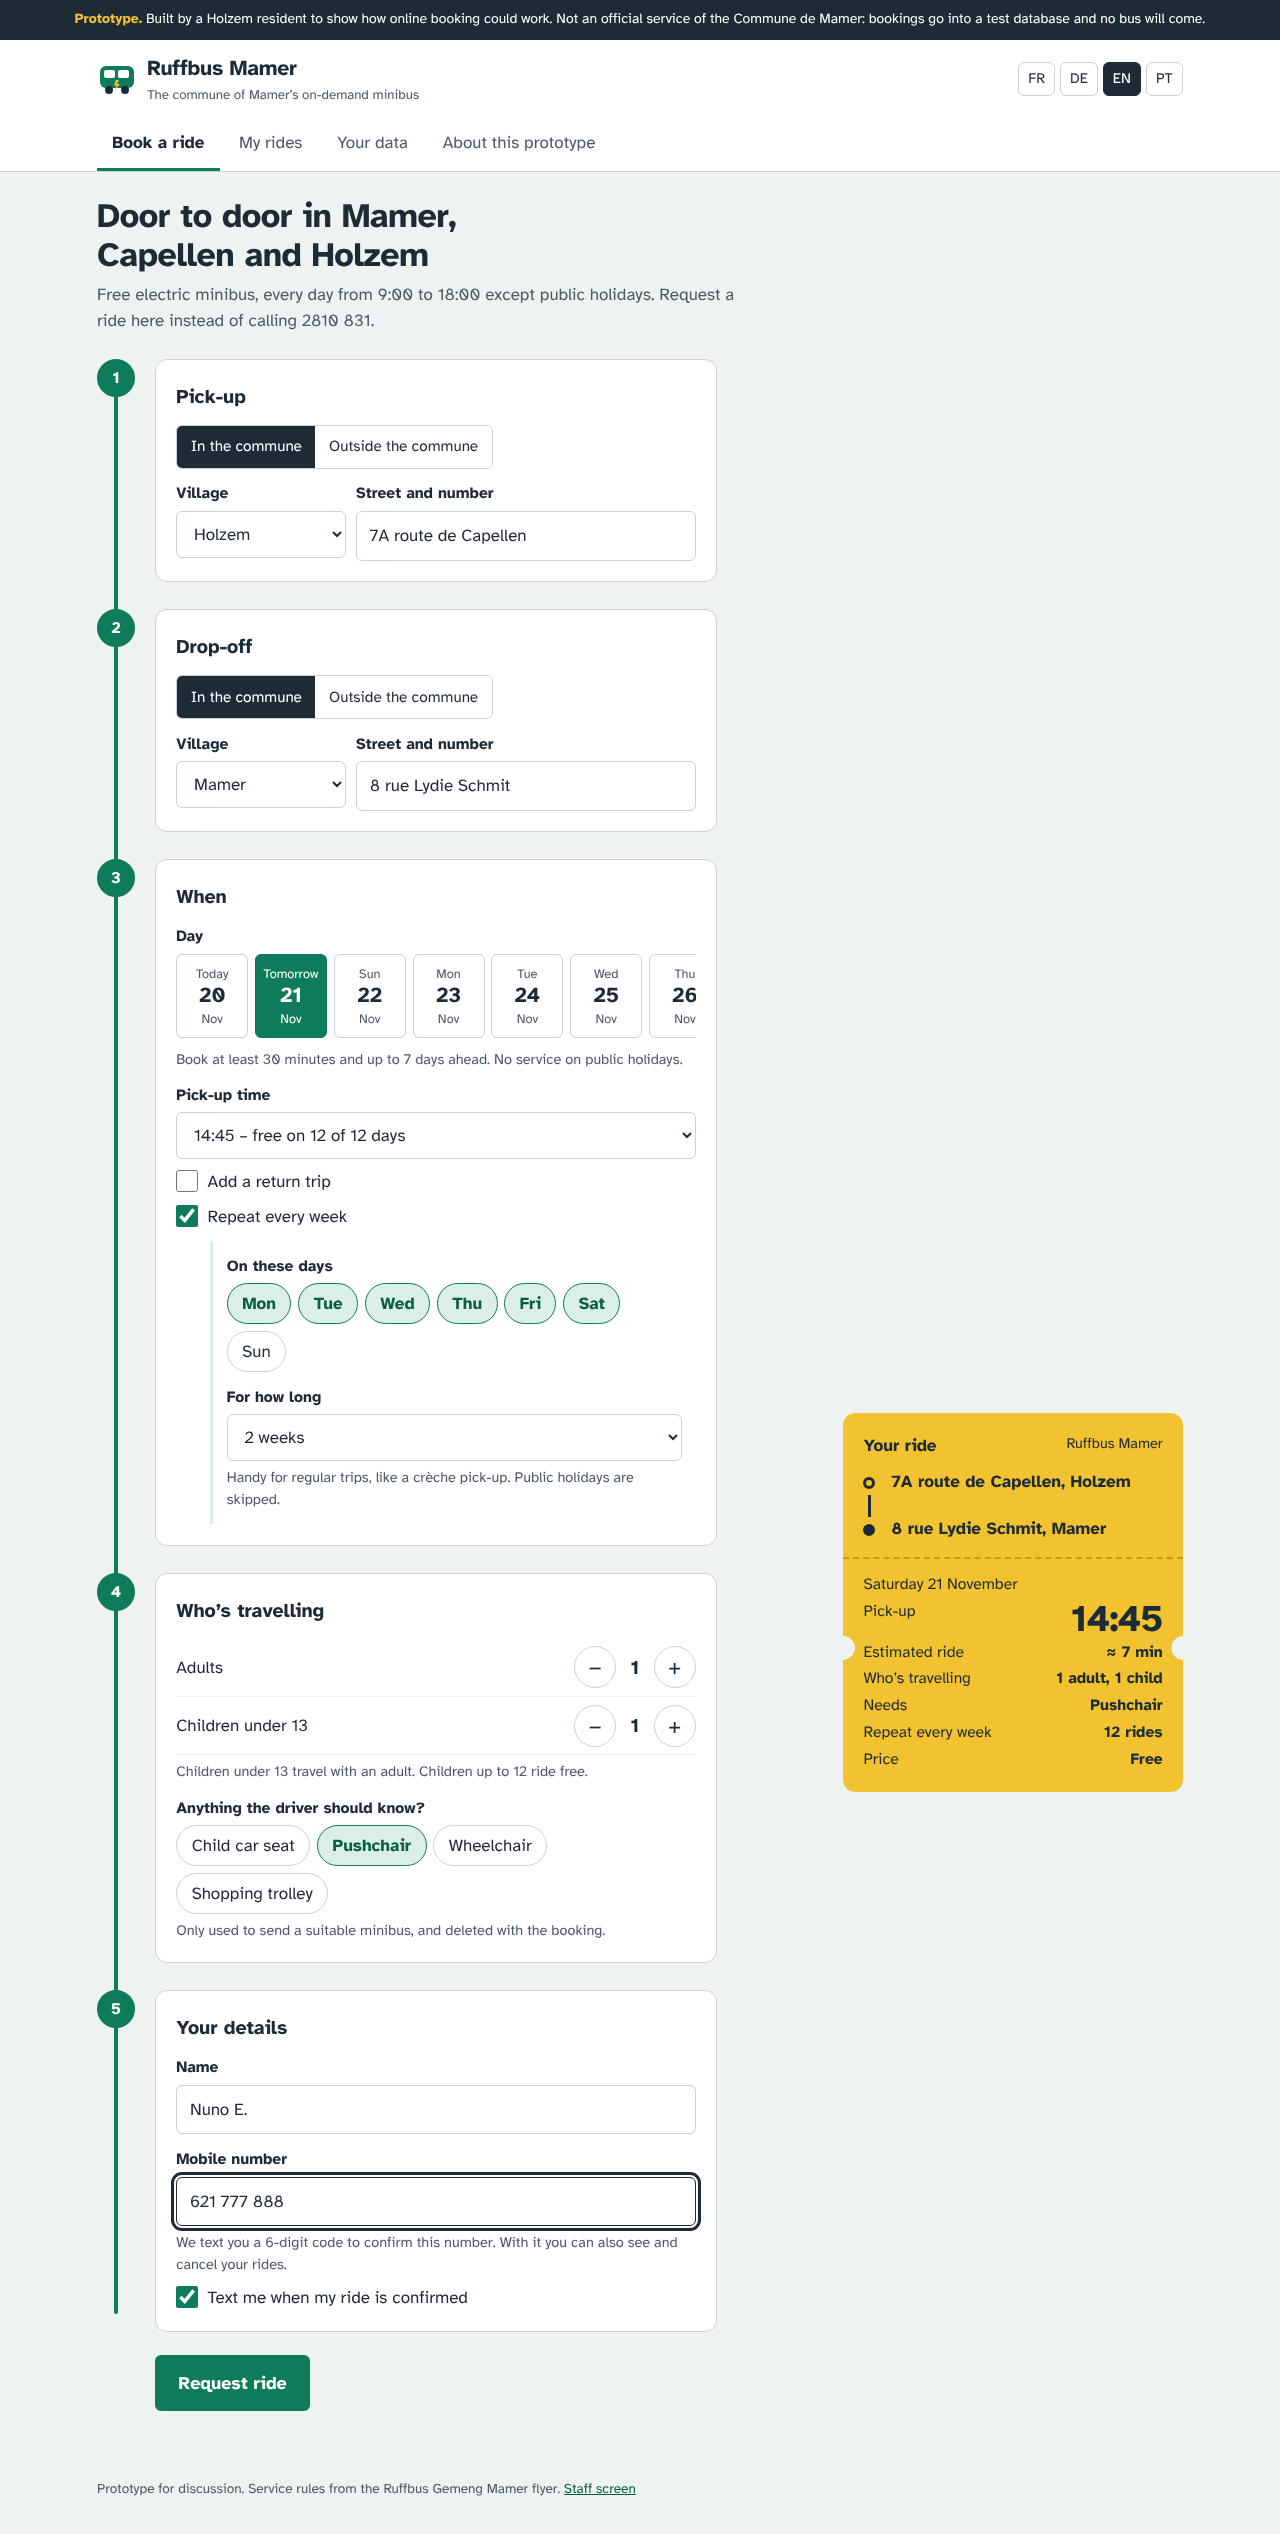 Prototype. Built by a Holzem resident to show how online booking could work. Not an official service of the Commune de Mamer: bookings go into a test database and no bus will come.
Ruffbus Mamer
The commune of Mamer's on-demand minibus
FR
DE
EN
PT
Book a ride
My rides
Your data
About this prototype
Door to door in Mamer,
Capellen and Holzem
Free electric minibus, every day from 9:00 to 18:00 except public holidays. Request a
ride here instead of calling 2810 831.
1
Pick-up
In the commune
Outside the commune
Village
Street and number
Holzem
7A route de Capellen
2
Drop-off
In the commune
Outside the commune
Village
Street and number
Mamer
8 rue Lydie Schmit
3
When
Day
Today
20
Nov
Tomorrow
21
Nov
Sun
22
Nov
Mon
23
Nov
Tue
24
Nov
Wed
25
Nov
Thu
26
Nov
Book at least 30 minutes and up to 7 days ahead. No service on public holidays.
Pick-up time
14:45 – free on 12 of 12 days
Add a return trip
Repeat every week
On these days
Mon
Tue
Wed
Thu
Fri
Sat
Sun
For how long
2 weeks
Handy for regular trips, like a crèche pick-up. Public holidays are
skipped.
4
Who's travelling
Adults
− 1 +
Children under 13
− 1 +
Children under 13 travel with an adult. Children up to 12 ride free.
Anything the driver should know?
Child car seat
Pushchair
Wheelchair
Shopping trolley
Only used to send a suitable minibus, and deleted with the booking.
5
Your details
Name
Nuno E.
Mobile number
621 777 888
We text you a 6-digit code to confirm this number. With it you can also see and
cancel your rides.
Text me when my ride is confirmed
Request ride
Your ride
Ruffbus Mamer
7A route de Capellen, Holzem
8 rue Lydie Schmit, Mamer
Saturday 21 November
Pick-up
14:45
Estimated ride
≈ 7 min
Who's travelling
1 adult, 1 child
Needs
Pushchair
Repeat every week
12 rides
Price
Free
Prototype for discussion. Service rules from the Ruffbus Gemeng Mamer flyer. Staff screen